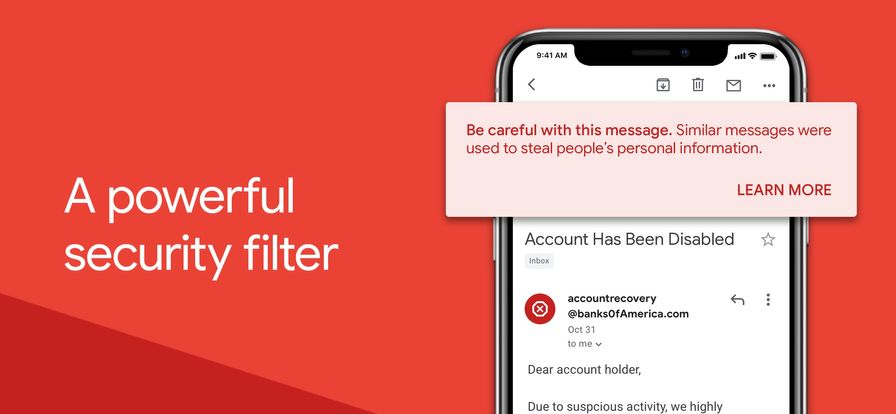 A powerful
security filter
9:41 AM
Be careful with this message. Similar messages were
used to steal people’s personal information.
LEARN MORE
Account Has Been Disabled
Inbox
accountrecovery
@banks0fAmerica.com
Oct 31
to me
Dear account holder,
Due to suspcious activity, we highly